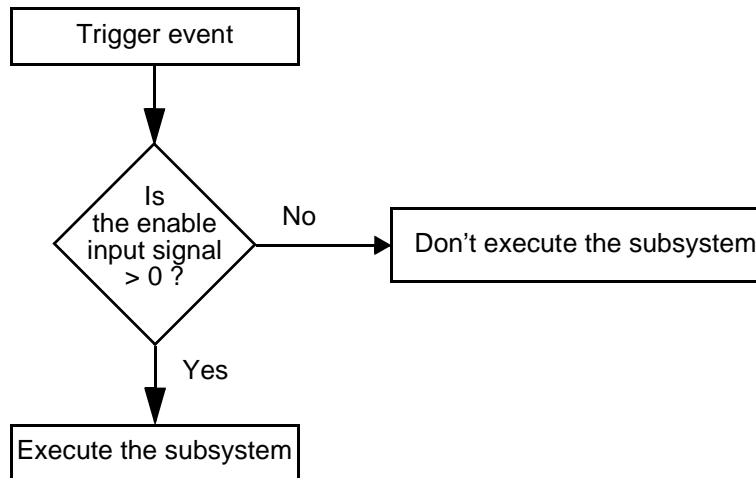 Trigger event
Is
the enable
input signal
> 0 ?
No
Don’t execute the subsystem
Yes
Execute the subsystem